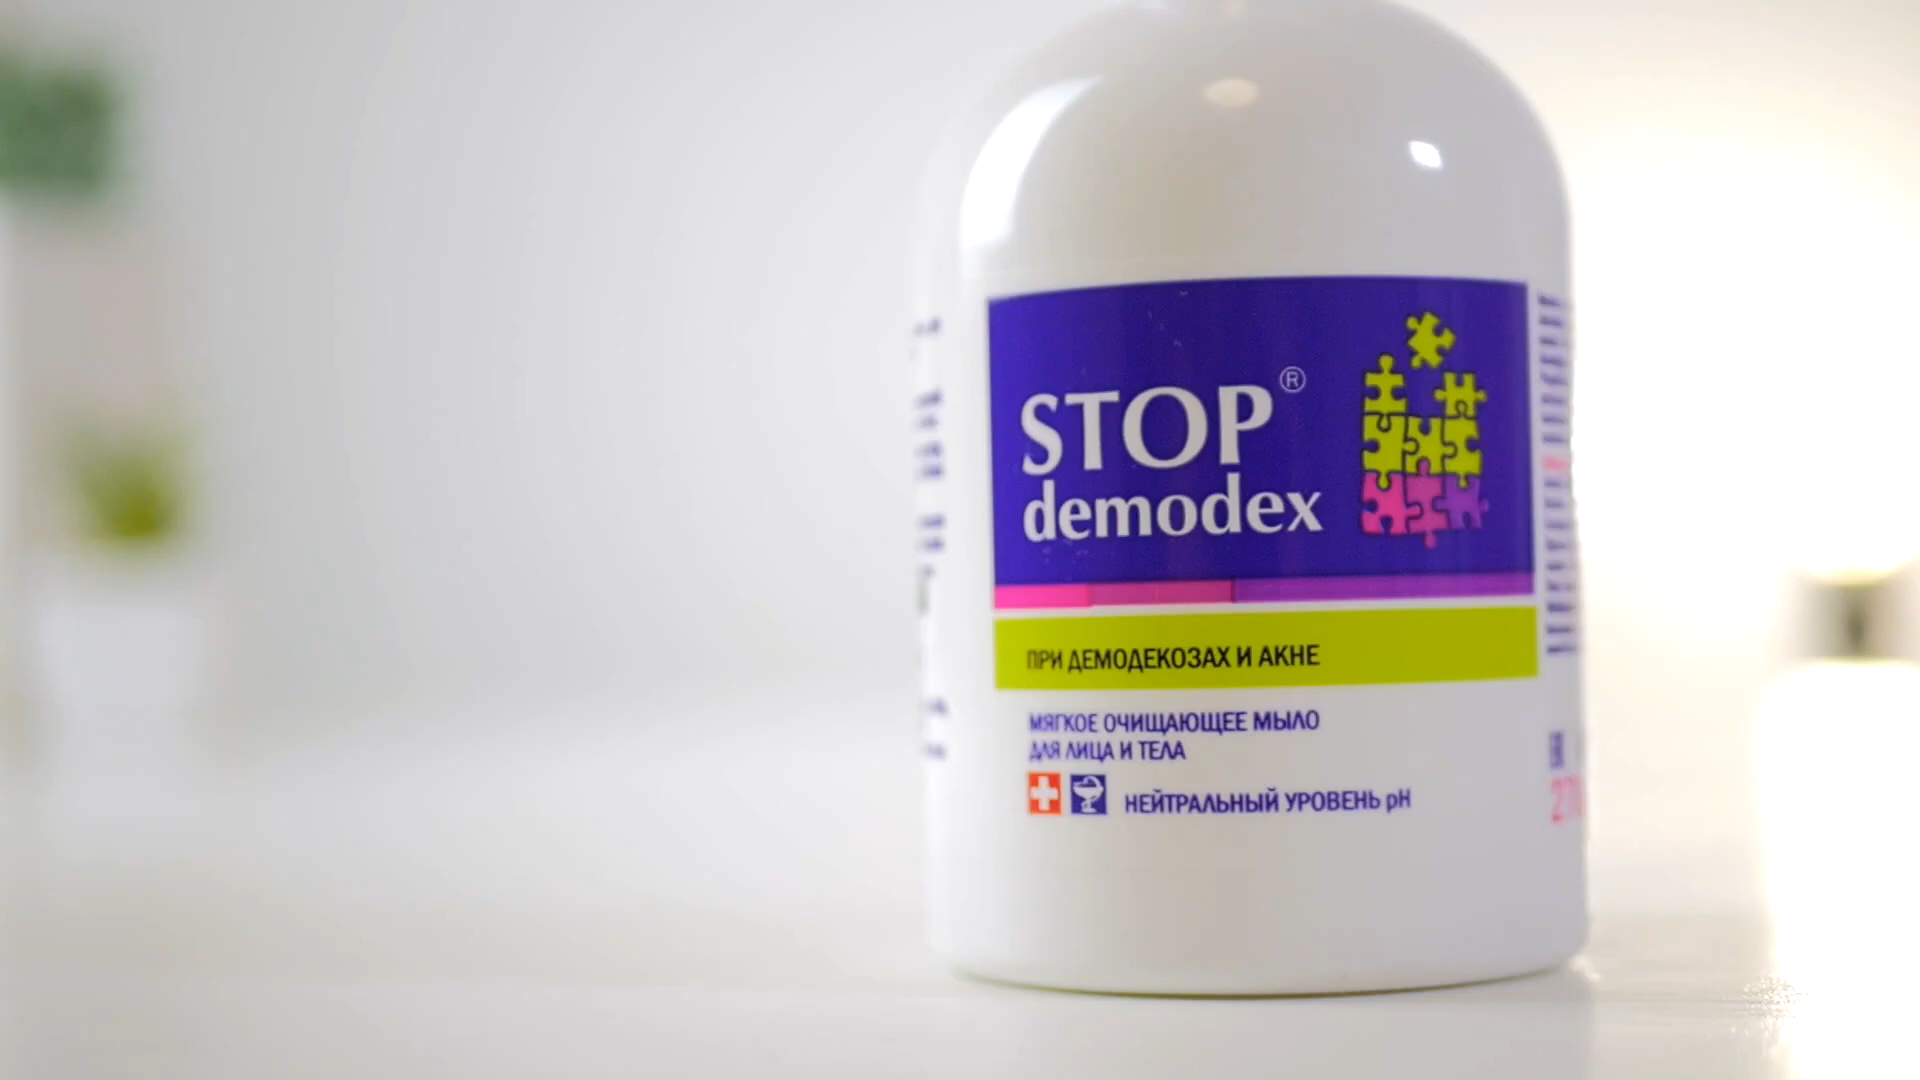 STOP®
demodex
ПРИ ДЕМОДЕКОЗАХ И АКНЕ
МЯГКОЕ ОЧИЩАЮЩЕЕ МЫЛО
ДЛЯ ЛИЦА И ТЕЛА
НЕЙТРАЛЬНЫЙ УРОВЕНЬ pH